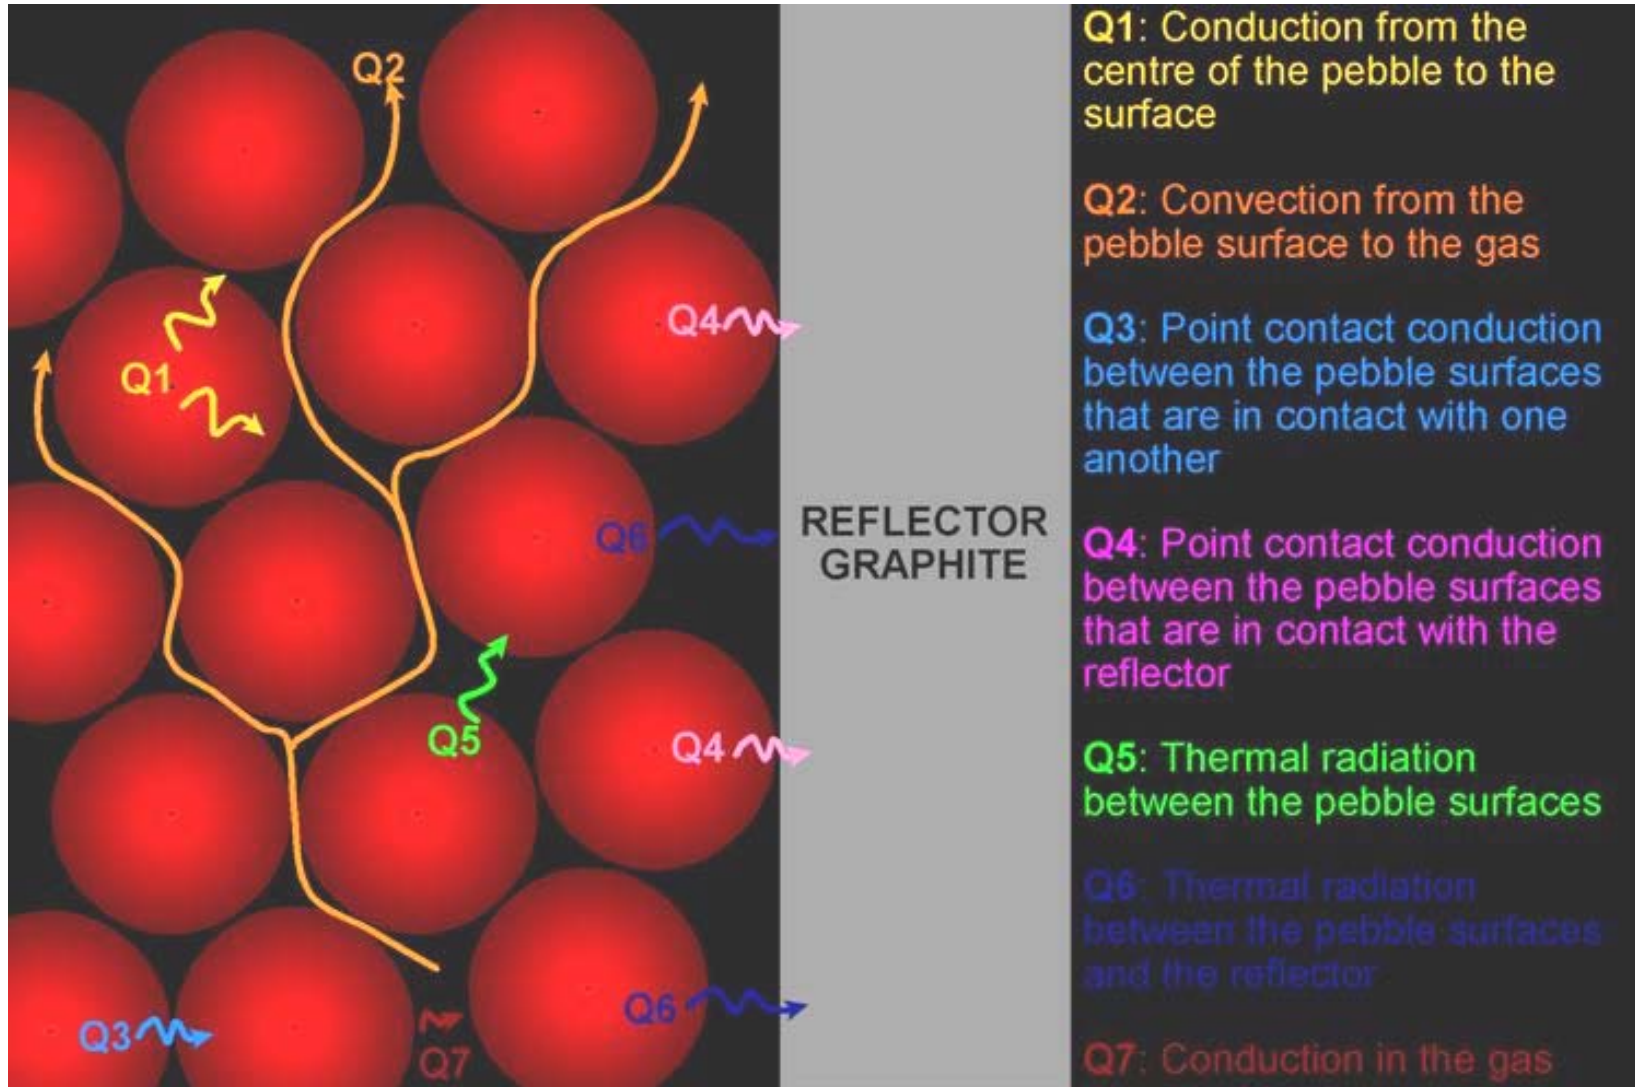 Q2
Q4
Q1
Q6
Q5
Q4
Q6
Q3
Q7
REFLECTOR
GRAPHITE
Q1: Conduction from the
centre of the pebble to the
surface
Q2: Convection from the
pebble surface to the gas
Q3: Point contact conduction
between the pebble surfaces
that are in contact with one
another
Q4: Point contact conduction
between the pebble surfaces
that are in contact with the
reflector
Q5: Thermal radiation
between the pebble surfaces
Q6: Thermal radiation
between the pebble surfaces
and the reflector
Q7: Conduction in the gas